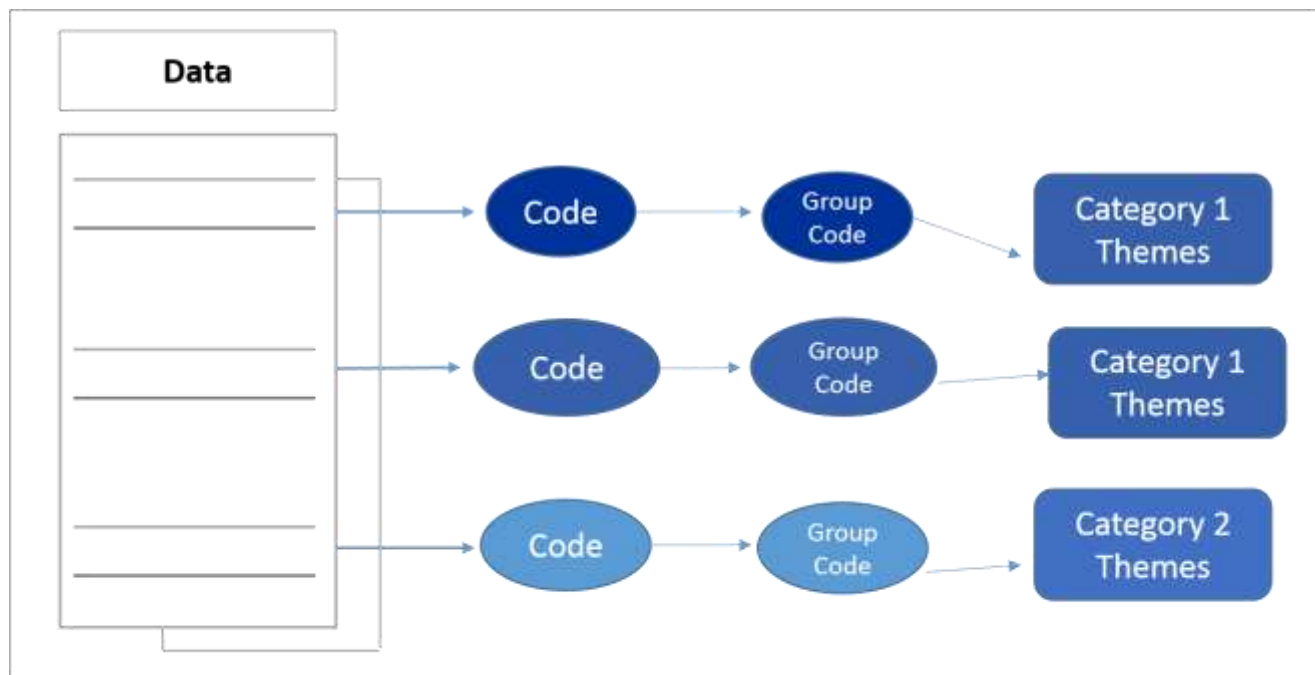 Data
Code
Group
Code
Category 1
Themes
Code
Group
Code
Category 1
Themes
Code
Group
Code
Category 2
Themes